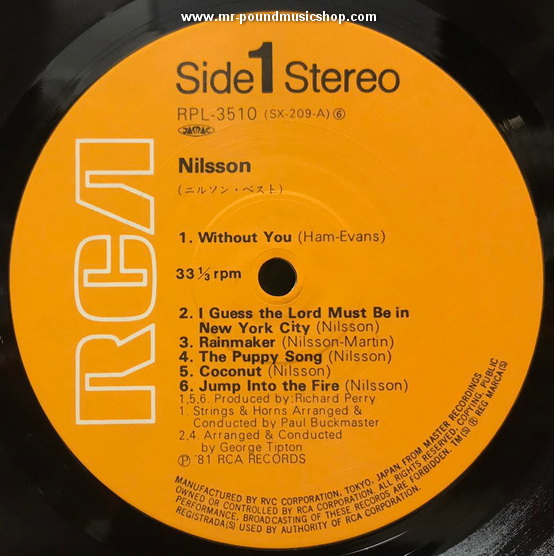 www.mr-poundmusicshop.com
Side 1 Stereo
RPL-3510 (SX-209-A) ⑥
JASRAC
RCA
Nilsson
(ニルソン・ベスト)
1. Without You (Ham-Evans)
33 1/3 rpm
2. I Guess the Lord Must Be in
New York City (Nilsson)
3. Rainmaker (Nilsson-Martin)
4. The Puppy Song (Nilsson)
5. Coconut (Nilsson)
6. Jump Into the Fire (Nilsson)
1,5,6. Produced by: Richard Perry
1. Strings & Horns Arranged &
Conducted by Paul Buckmaster
2,4. Arranged & Conducted
by George Tipton
Ⓟ '81 RCA RECORDS
MANUFACTURED BY RVC CORPORATION, TOKYO, JAPAN, FROM MASTER RECORDINGS
OWNED OR CONTROLLED BY RCA CORPORATION. ALL RIGHTS RESERVED. COPYING, PUBLIC
PERFORMANCE, BROADCASTING OF THESE RECORDS ARE FORBIDDEN. TM(S) ® REG MARCA(S)
REGISTRADA(S) USED BY AUTHORITY OF RCA CORPORATION.